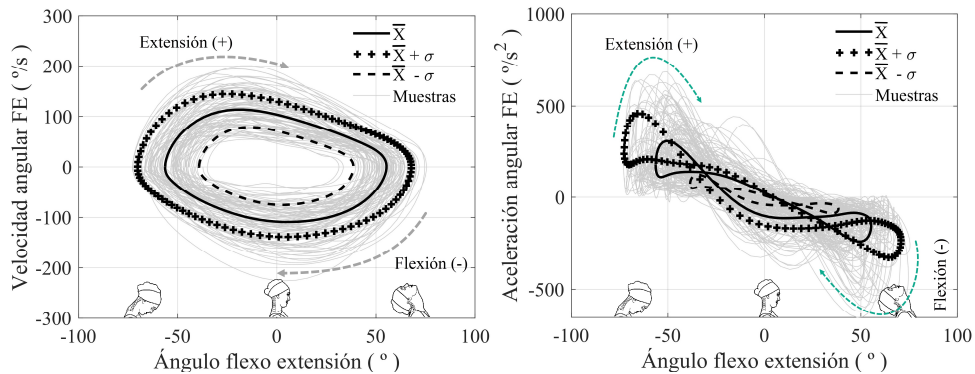 300
200
100
0
-100
-200
-300
-100
-50
0
50
100
Velocidad angular FE (º/s)
Ángulo flexo extensión ( º )
Extensión (+)
Flexión (-)
X̅
X̅ + σ
X̅ - σ
Muestras
1000
500
0
-500
-100
-50
0
50
100
Aceleración angular FE (º/s²)
Ángulo flexo extensión ( º )
Extensión (+)
Flexión (-)
X̅
X̅ + σ
X̅ - σ
Muestras